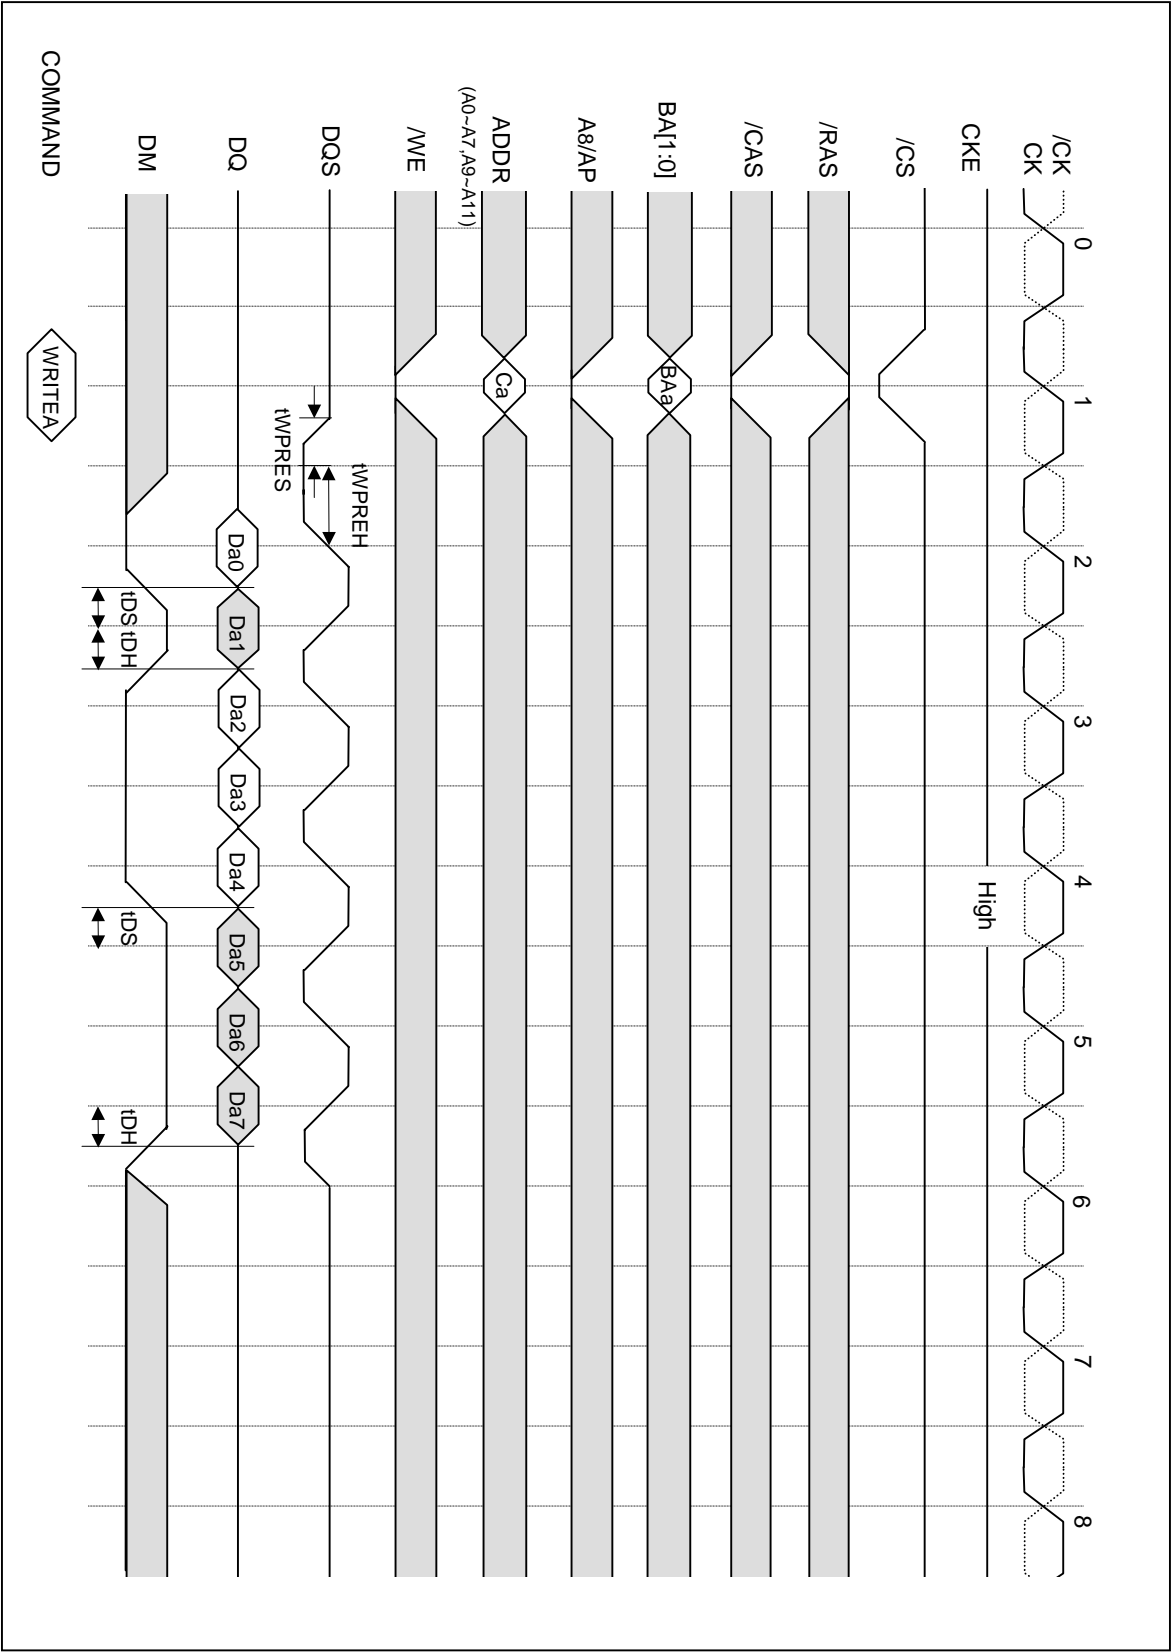 0 1 2 3 4 5 6 7 8
/CK
CK
CKE
High
/CS
/RAS
/CAS
BA[1:0]
BAa
A8/AP
ADDR
Ca
(A0~A7,A9~A11)
/WE
tWPREH
DQS
tWPRES
DQ
Da0 Da1 Da2 Da3 Da4 Da5 Da6 Da7
DM
tDS tDH tDS tDH
COMMAND
WRITEA